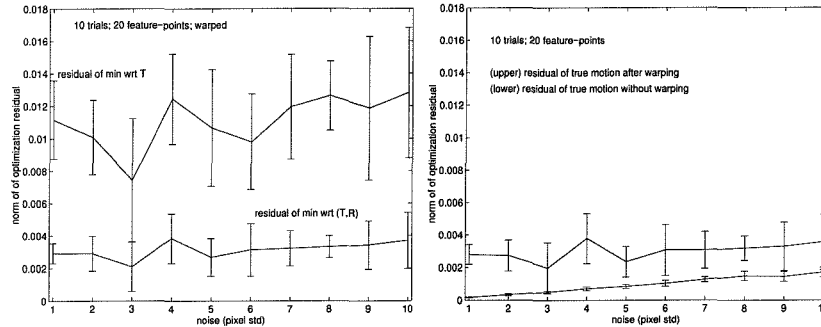 0.018
0.016
0.014
0.012
0.01
0.008
0.006
0.004
0.002
0
norm of of optimization residual
10 trials; 20 feature-points; warped
residual of min wrt T
residual of min wrt (T,R)
1 2 3 4 5 6 7 8 9 10
noise (pixel std)
0.018
0.016
0.014
0.012
0.01
0.008
0.006
0.004
0.002
0
norm of of optimization residual
10 trials; 20 feature-points
(upper) residual of true motion after warping
(lower) residual of true motion without warping
1 2 3 4 5 6 7 8 9
noise (pixel std)